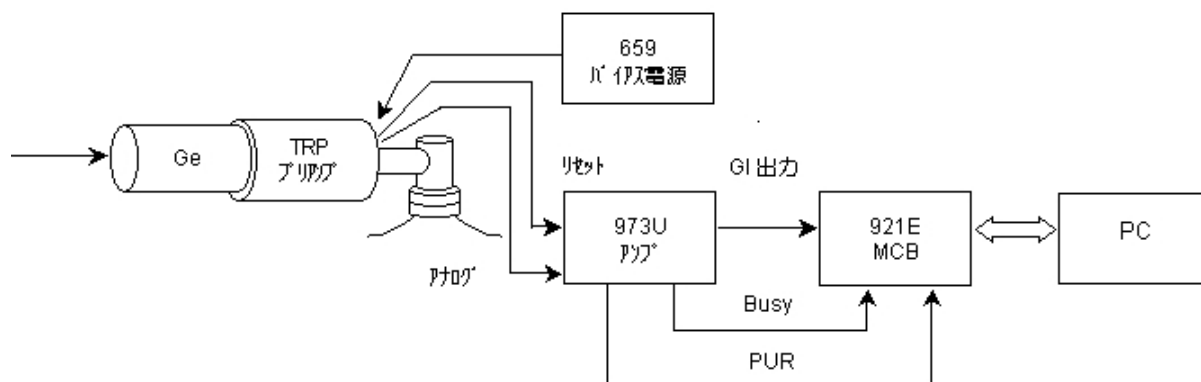 659
ﾊﾞｲｱｽ電源
Ge
TRP
ﾌﾟﾘｱﾝﾌﾟ
ﾘｾｯﾄ
GI 出力
973U
ｱﾝﾌﾟ
921E
MCB
PC
ｱﾅﾛｸﾞ
Busy
PUR